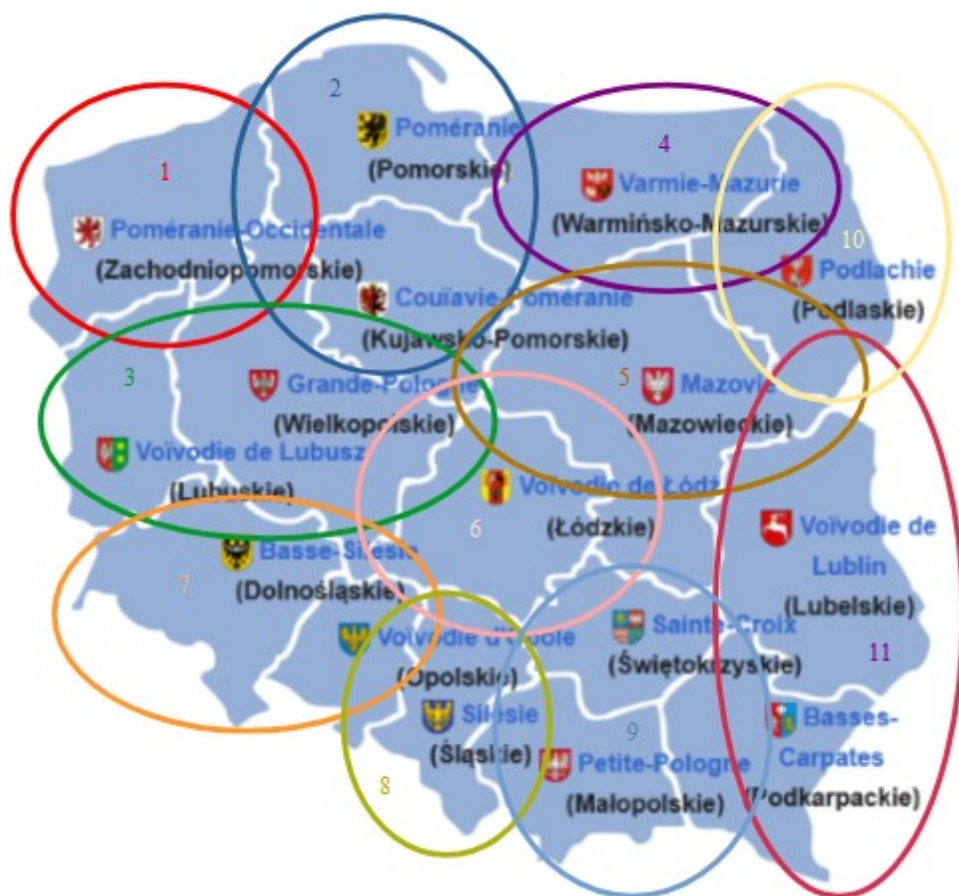 2
Poméranie
(Pomorskie)
1
4
Varmie-Mazurie
(Warmińsko-Mazurskie)
Poméranie-Occidentale
(Zachodniopomorskie)
10
Podlachie
(Podlaskie)
Couïavie-Poméranie
(Kujawsko-Pomorskie)
3
Grande-Pologne
(Wielkopolskie)
5
Mazovie
(Mazowieckie)
Voïvodie de Lubusz
(Lubuskie)
Voïvodie de Łódź
(Łódzkie)
6
Voïvodie de
Lublin
(Lubelskie)
Basse-Silésie
(Dolnośląskie)
7
Voïvodie d'Opole
(Opolskie)
Sainte-Croix
(Świętokrzyskie)
11
Silésie
(Śląskie)
8
9
Petite-Pologne
(Małopolskie)
Basses-
Carpates
(Podkarpackie)